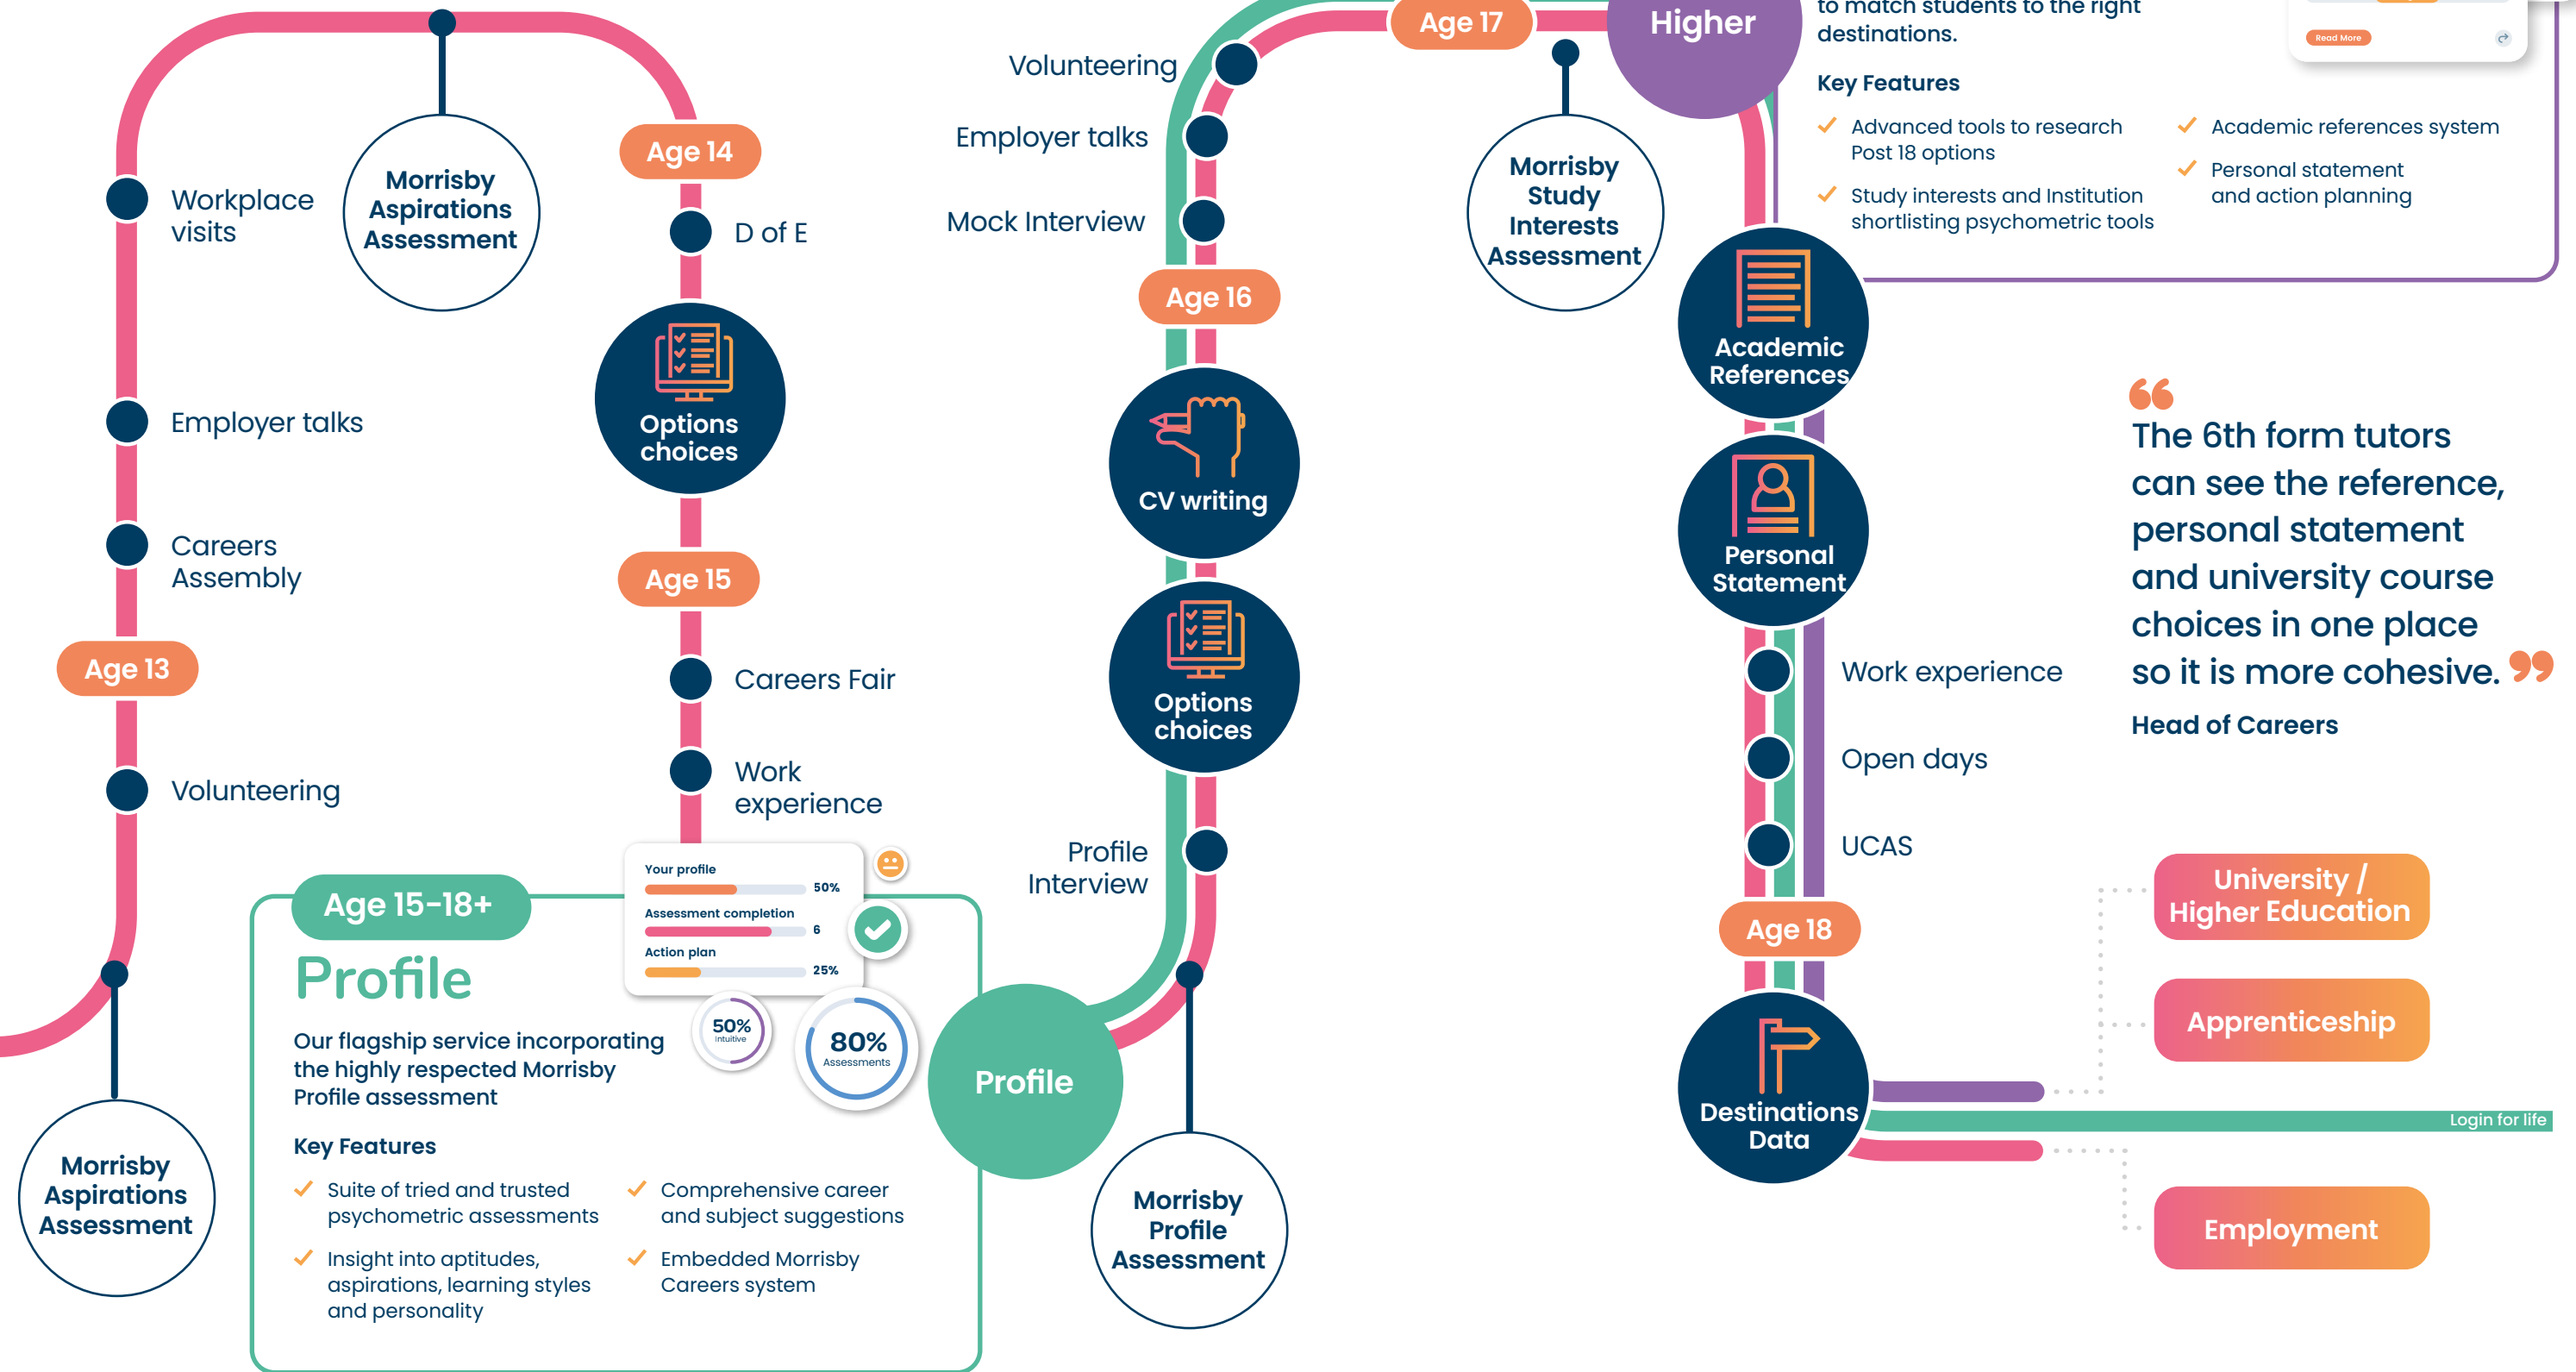 Workplace
visits
Employer talks
Careers
Assembly
Age 13
Volunteering
Morrisby
Aspirations
Assessment
Morrisby
Aspirations
Assessment
Age 14
D of E
Options
choices
Age 15
Careers Fair
Work
experience
Age 15-18+
Profile
Our flagship service incorporating
the highly respected Morrisby
Profile assessment
Key Features
Suite of tried and trusted
psychometric assessments
Insight into aptitudes,
aspirations, learning styles
and personality
Comprehensive career
and subject suggestions
Embedded Morrisby
Careers system
Your profile
50%
Assessment completion
6
Action plan
25%
50%
Intuitive
80%
Assessments
Profile
Morrisby
Profile
Assessment
Profile
Interview
Options
choices
CV writing
Age 16
Mock Interview
Employer talks
Volunteering
Age 17
Morrisby
Study
Interests
Assessment
Higher
to match students to the right
destinations.
Key Features
Advanced tools to research
Post 18 options
Study interests and Institution
shortlisting psychometric tools
Academic references system
Personal statement
and action planning
Read More
Academic
References
Personal
Statement
Work experience
Open days
UCAS
Age 18
Destinations
Data
“
The 6th form tutors
can see the reference,
personal statement
and university course
choices in one place
so it is more cohesive. ”
Head of Careers
University /
Higher Education
Apprenticeship
Login for life
Employment